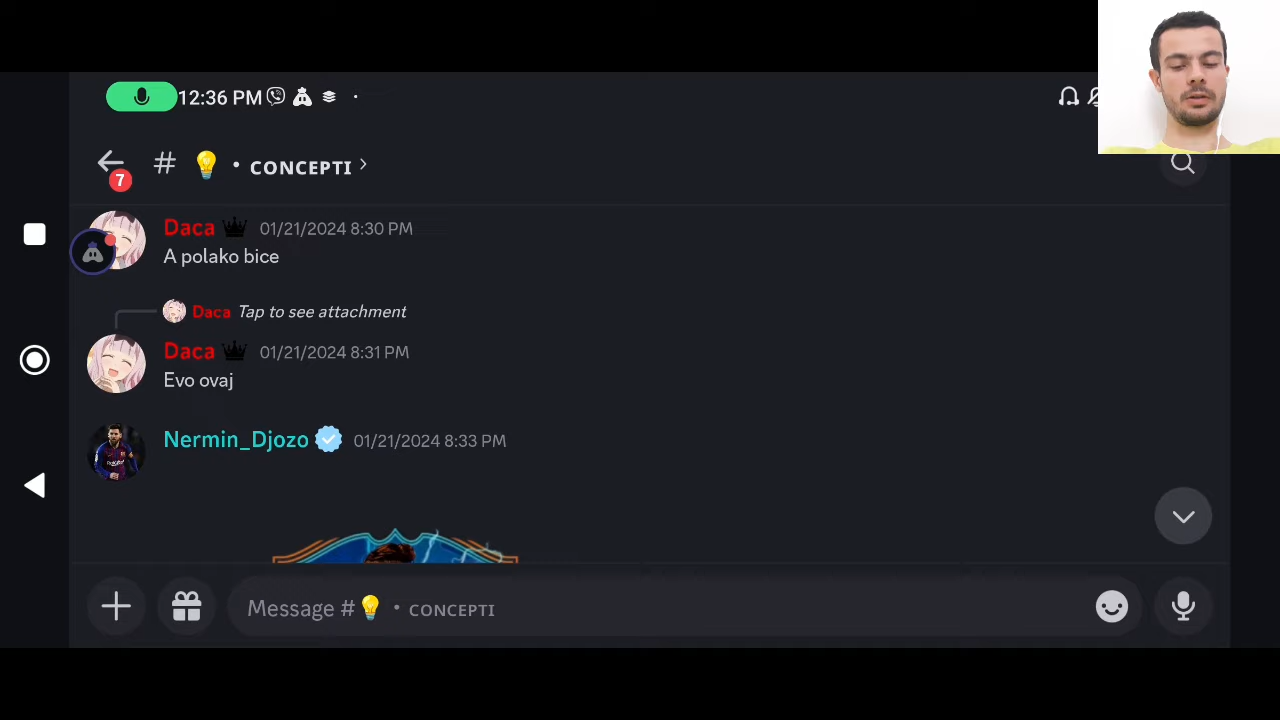 12:36 PM
7
# 💡 • CONCEPTI >
Daca 01/21/2024 8:30 PM
A polako bice
Daca Tap to see attachment
Daca 01/21/2024 8:31 PM
Evo ovaj
Nermin_Djozo 01/21/2024 8:33 PM
Message #💡 • CONCEPTI